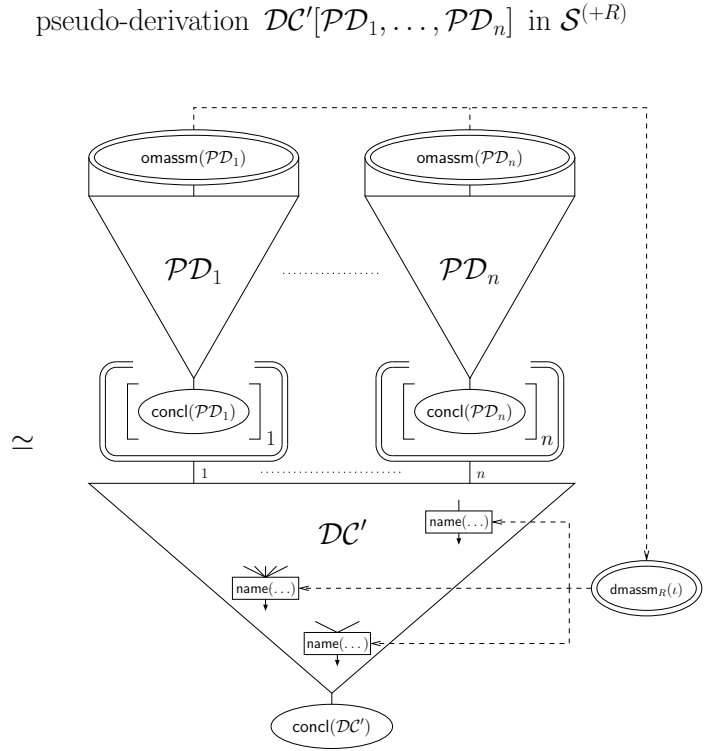 pseudo-derivation 𝒟𝒞′[𝒫𝒟₁, . . . , 𝒫𝒟ₙ] in 𝓢⁽⁺ᴿ⁾
omassm(𝒫𝒟₁) omassm(𝒫𝒟ₙ)
𝒫𝒟₁ 𝒫𝒟ₙ
[concl(𝒫𝒟₁)]₁ [concl(𝒫𝒟ₙ)]ₙ
≃
1 n
𝒟𝒞′
name(. . .)
name(. . .)
dmassm_R(ι)
name(. . .)
concl(𝒟𝒞′)